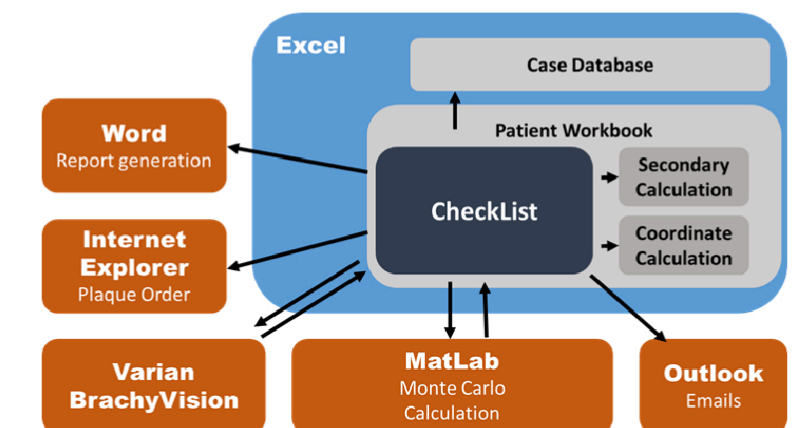 Excel
Case Database
Word
Report generation
Patient Workbook
CheckList
Secondary
Calculation
Coordinate
Calculation
Internet
Explorer
Plaque Order
Varian
BrachyVision
MatLab
Monte Carlo
Calculation
Outlook
Emails